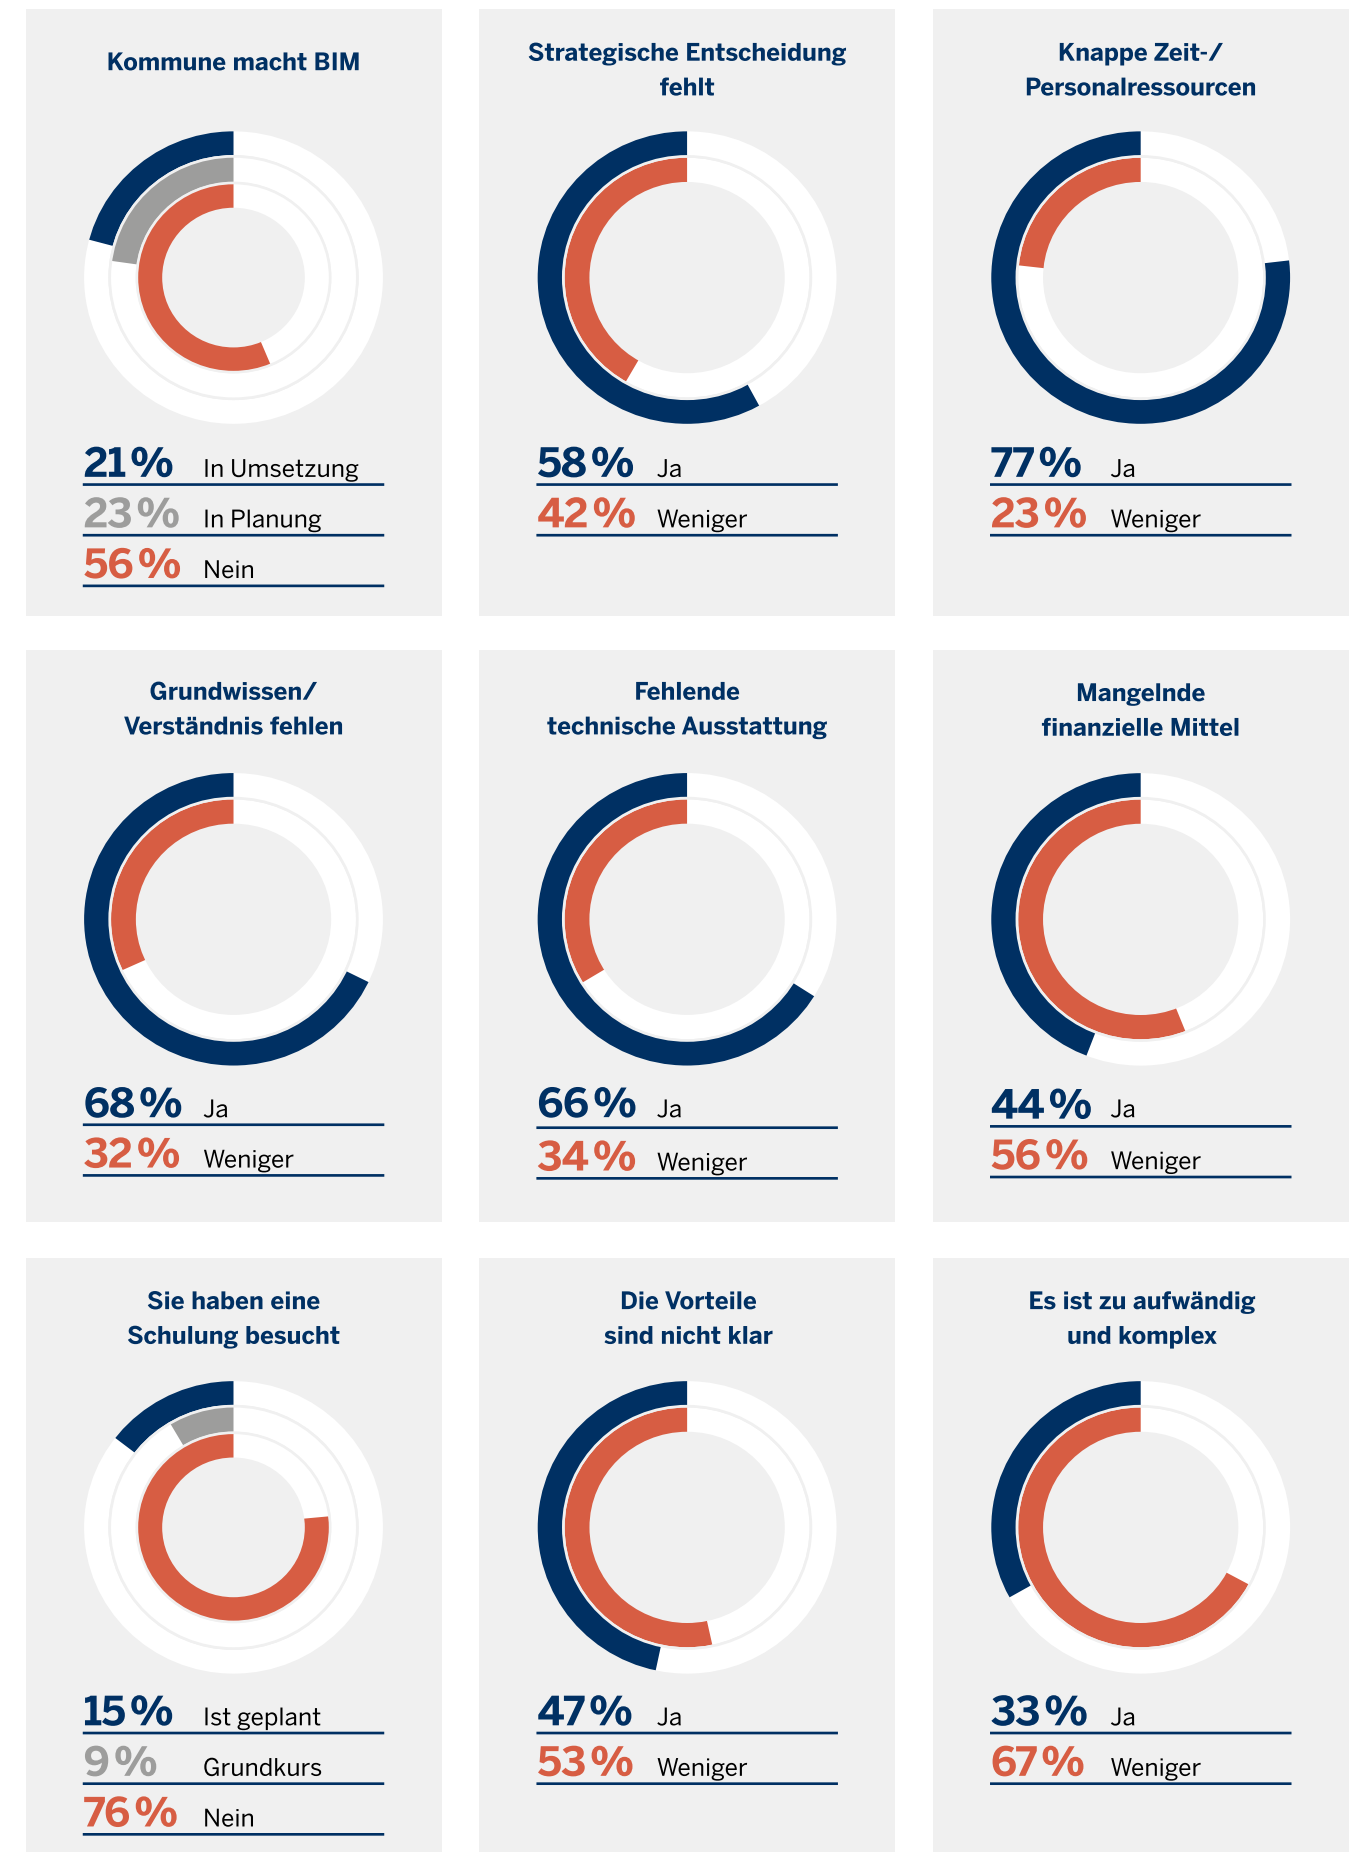 Kommune macht BIM
21 % In Umsetzung
23 % In Planung
56 % Nein
Strategische Entscheidung
fehlt
58 % Ja
42 % Weniger
Knappe Zeit-/
Personalressourcen
77 % Ja
23 % Weniger
Grundwissen/
Verständnis fehlen
68 % Ja
32 % Weniger
Fehlende
technische Ausstattung
66 % Ja
34 % Weniger
Mangelnde
finanzielle Mittel
44 % Ja
56 % Weniger
Sie haben eine
Schulung besucht
15 % Ist geplant
9 % Grundkurs
76 % Nein
Die Vorteile
sind nicht klar
47 % Ja
53 % Weniger
Es ist zu aufwändig
und komplex
33 % Ja
67 % Weniger